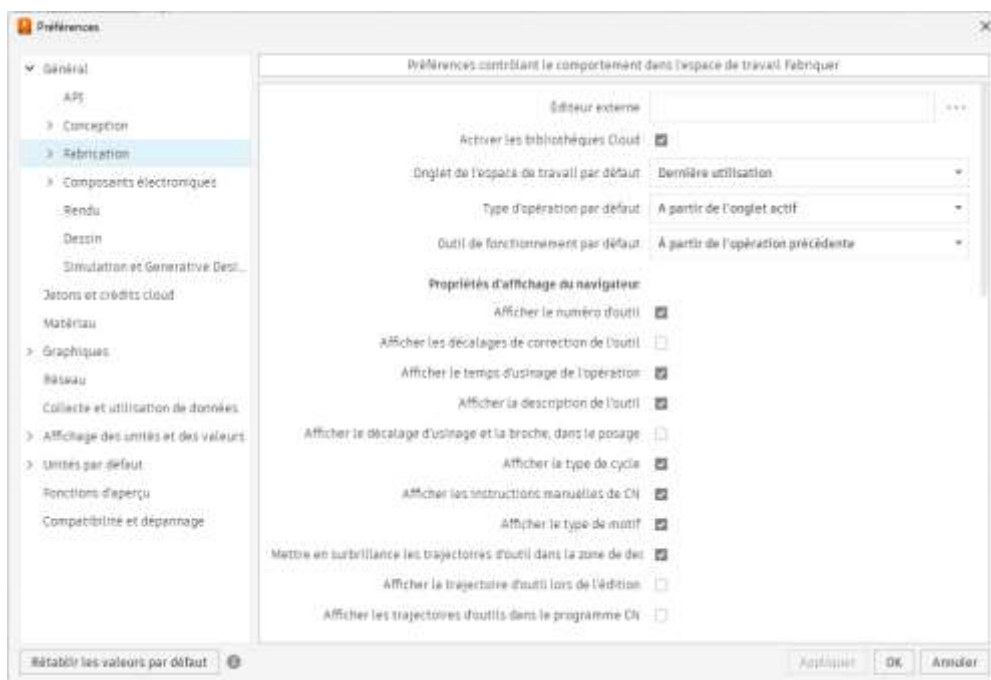 Préférences
Général
API
Conception
Fabrication
Composants électroniques
Rendu
Dessin
Simulation et Generative Desi...
Jetons et crédits cloud
Matériau
Graphiques
Réseau
Collecte et utilisation de données
Affichage des unités et des valeurs
Unités par défaut
Fonctions d'aperçu
Compatibilité et dépannage
Préférences contrôlant le comportement dans l'espace de travail Fabriquer
Éditeur externe
Activer les bibliothèques Cloud
Onglet de l'espace de travail par défaut Dernière utilisation
Type d'opération par défaut A partir de l'onglet actif
Outil de fonctionnement par défaut À partir de l'opération précédente
Propriétés d'affichage du navigateur
Afficher le numéro d'outil
Afficher les décalages de correction de l'outil
Afficher le temps d'usinage de l'opération
Afficher la description de l'outil
Afficher le décalage d'usinage et la broche, dans le posage
Afficher le type de cycle
Afficher les instructions manuelles de CN
Afficher le type de motif
Mettre en surbrillance les trajectoires d'outil dans la zone de des
Afficher la trajectoire d'outil lors de l'édition
Afficher les trajectoires d'outils dans le programme CN
Rétablir les valeurs par défaut
Appliquer OK Annuler